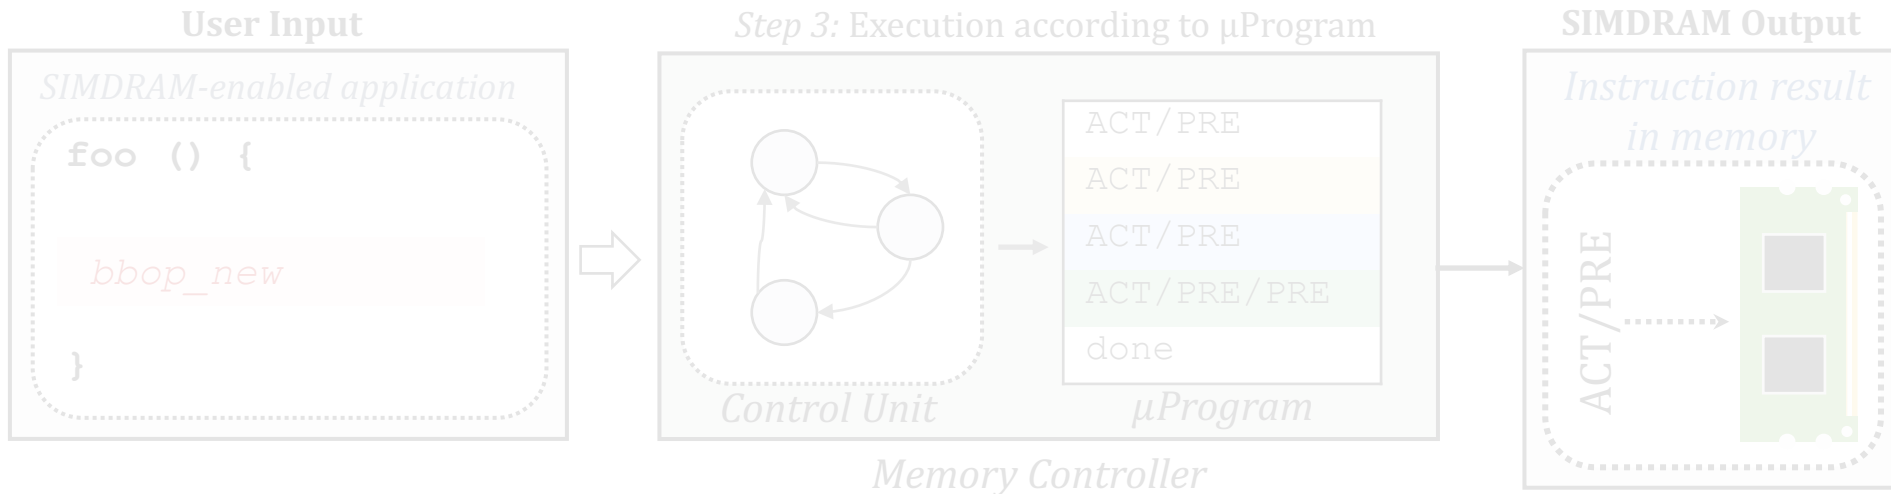 User Input
SIMDRAM-enabled application
foo () {
bbop_new
}
Step 3: Execution according to μProgram
Control Unit
ACT/PRE
ACT/PRE
ACT/PRE
ACT/PRE/PRE
done
μProgram
Memory Controller
SIMDRAM Output
Instruction result
in memory
ACT/PRE